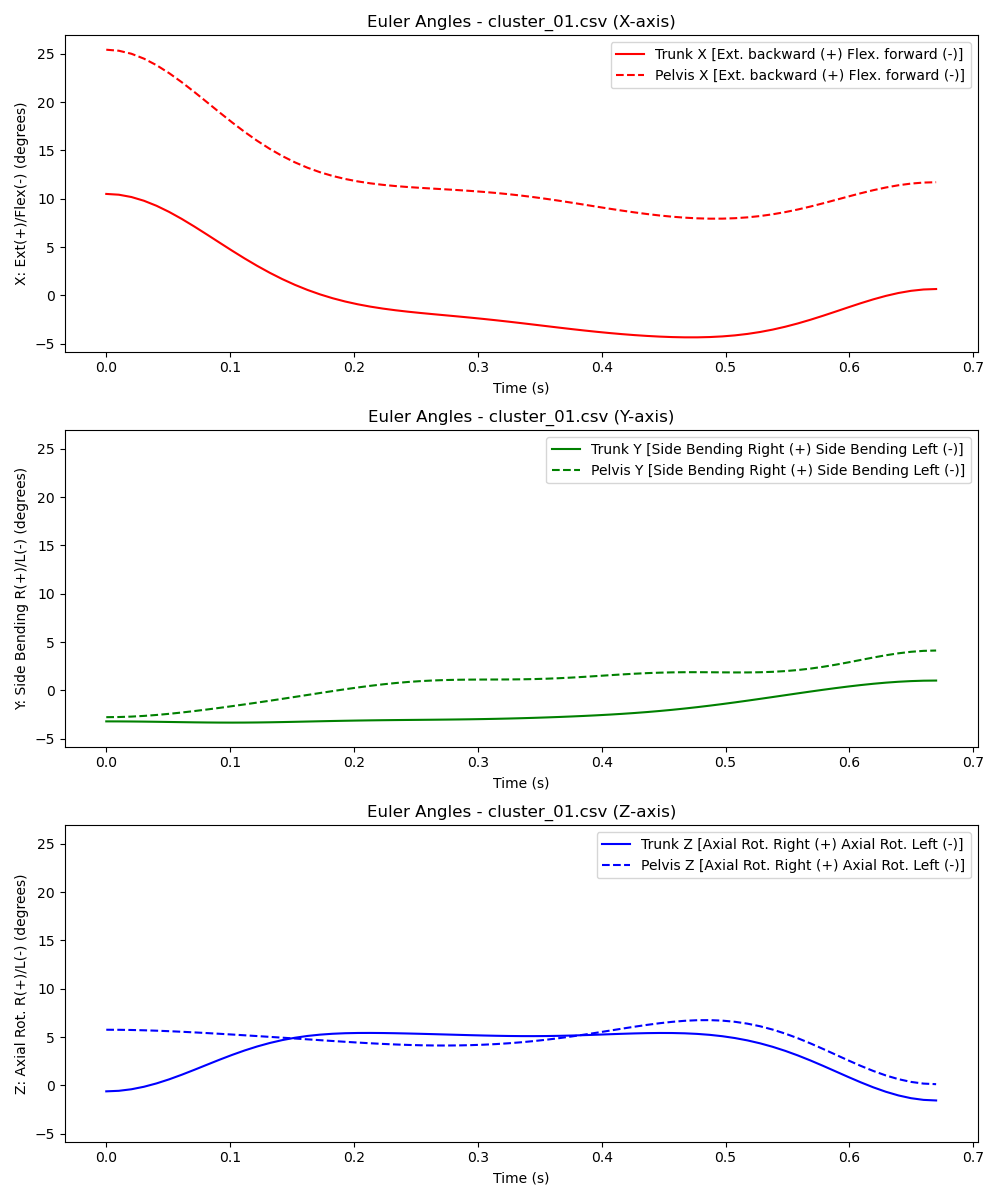 Euler Angles - cluster_01.csv (X-axis)
Trunk X [Ext. backward (+) Flex. forward (-)]
Pelvis X [Ext. backward (+) Flex. forward (-)]
X: Ext(+)/Flex(-) (degrees)
25
20
15
10
5
0
−5
0.0 0.1 0.2 0.3 0.4 0.5 0.6 0.7
Time (s)
Euler Angles - cluster_01.csv (Y-axis)
Trunk Y [Side Bending Right (+) Side Bending Left (-)]
Pelvis Y [Side Bending Right (+) Side Bending Left (-)]
Y: Side Bending R(+)/L(-) (degrees)
25
20
15
10
5
0
−5
0.0 0.1 0.2 0.3 0.4 0.5 0.6 0.7
Time (s)
Euler Angles - cluster_01.csv (Z-axis)
Trunk Z [Axial Rot. Right (+) Axial Rot. Left (-)]
Pelvis Z [Axial Rot. Right (+) Axial Rot. Left (-)]
Z: Axial Rot. R(+)/L(-) (degrees)
25
20
15
10
5
0
−5
0.0 0.1 0.2 0.3 0.4 0.5 0.6 0.7
Time (s)